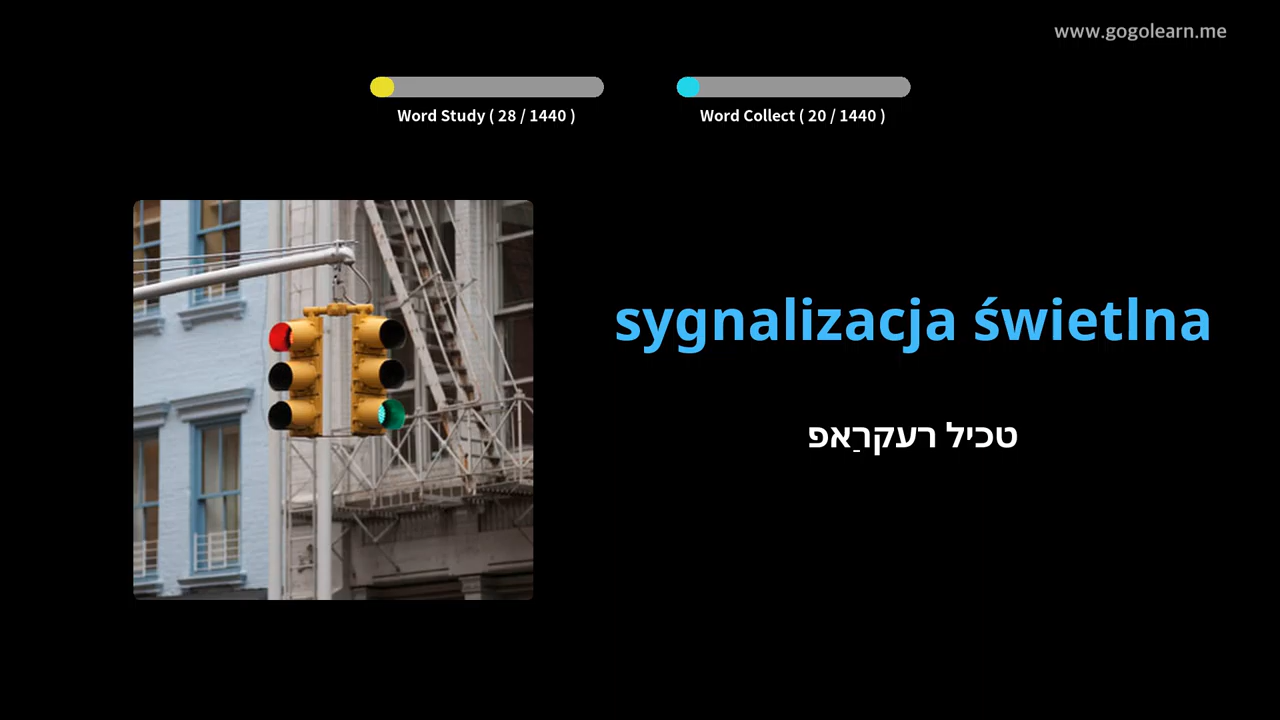 www.gogolearn.me
Word Study ( 28 / 1440 )
Word Collect ( 20 / 1440 )
sygnalizacja świetlna
טכיל רעקרַאפ